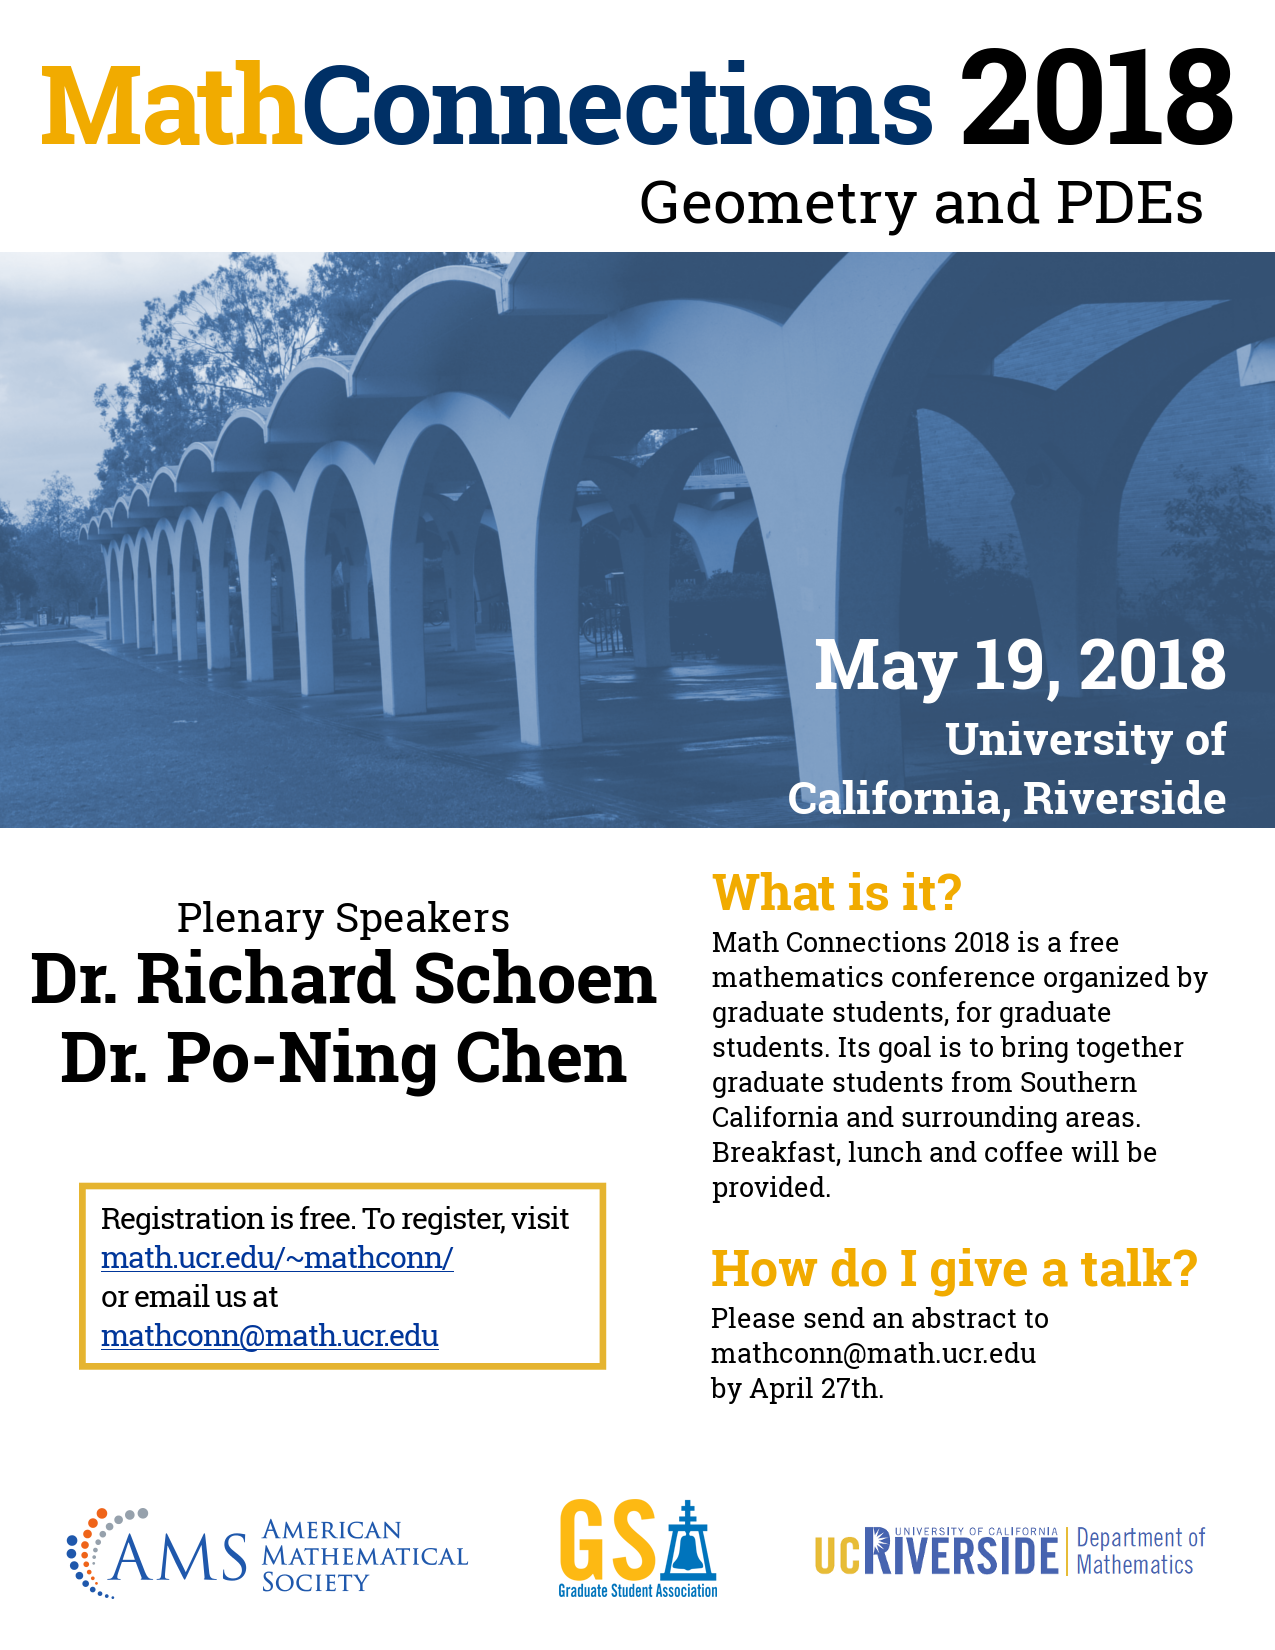 MathConnections 2018
Geometry and PDEs
May 19, 2018
University of
California, Riverside
Plenary Speakers
Dr. Richard Schoen
Dr. Po-Ning Chen
Registration is free. To register, visit
math.ucr.edu/~mathconn/
or email us at
mathconn@math.ucr.edu
What is it?
Math Connections 2018 is a free
mathematics conference organized by
graduate students, for graduate
students. Its goal is to bring together
graduate students from Southern
California and surrounding areas.
Breakfast, lunch and coffee will be
provided.
How do I give a talk?
Please send an abstract to
mathconn@math.ucr.edu
by April 27th.
AMS
AMERICAN
MATHEMATICAL
SOCIETY
GSA
Graduate Student Association
UNIVERSITY OF CALIFORNIA
UCRIVERSIDE
Department of
Mathematics